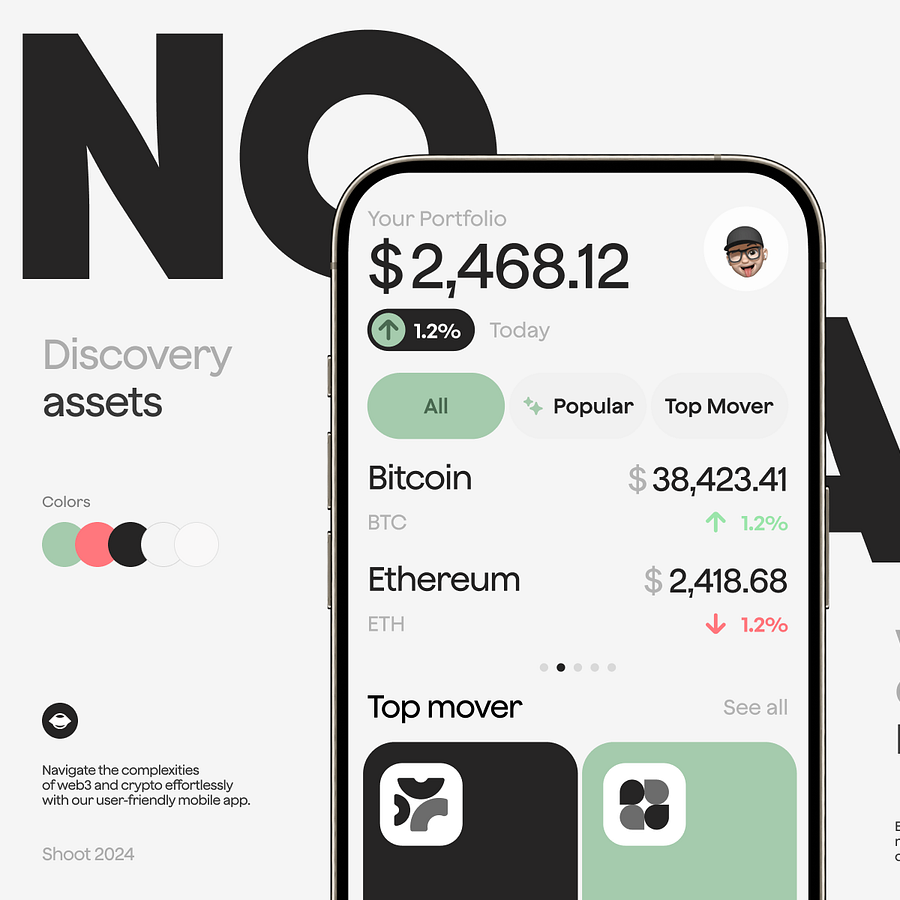 NO
Your Portfolio
$2,468.12
1.2% Today
All Popular Top Mover
Bitcoin $38,423.41
BTC 1.2%
Ethereum $2,418.68
ETH 1.2%
Top mover See all
Discovery
assets
Colors
Navigate the complexities
of web3 and crypto effortlessly
with our user-friendly mobile app.
Shoot 2024
A